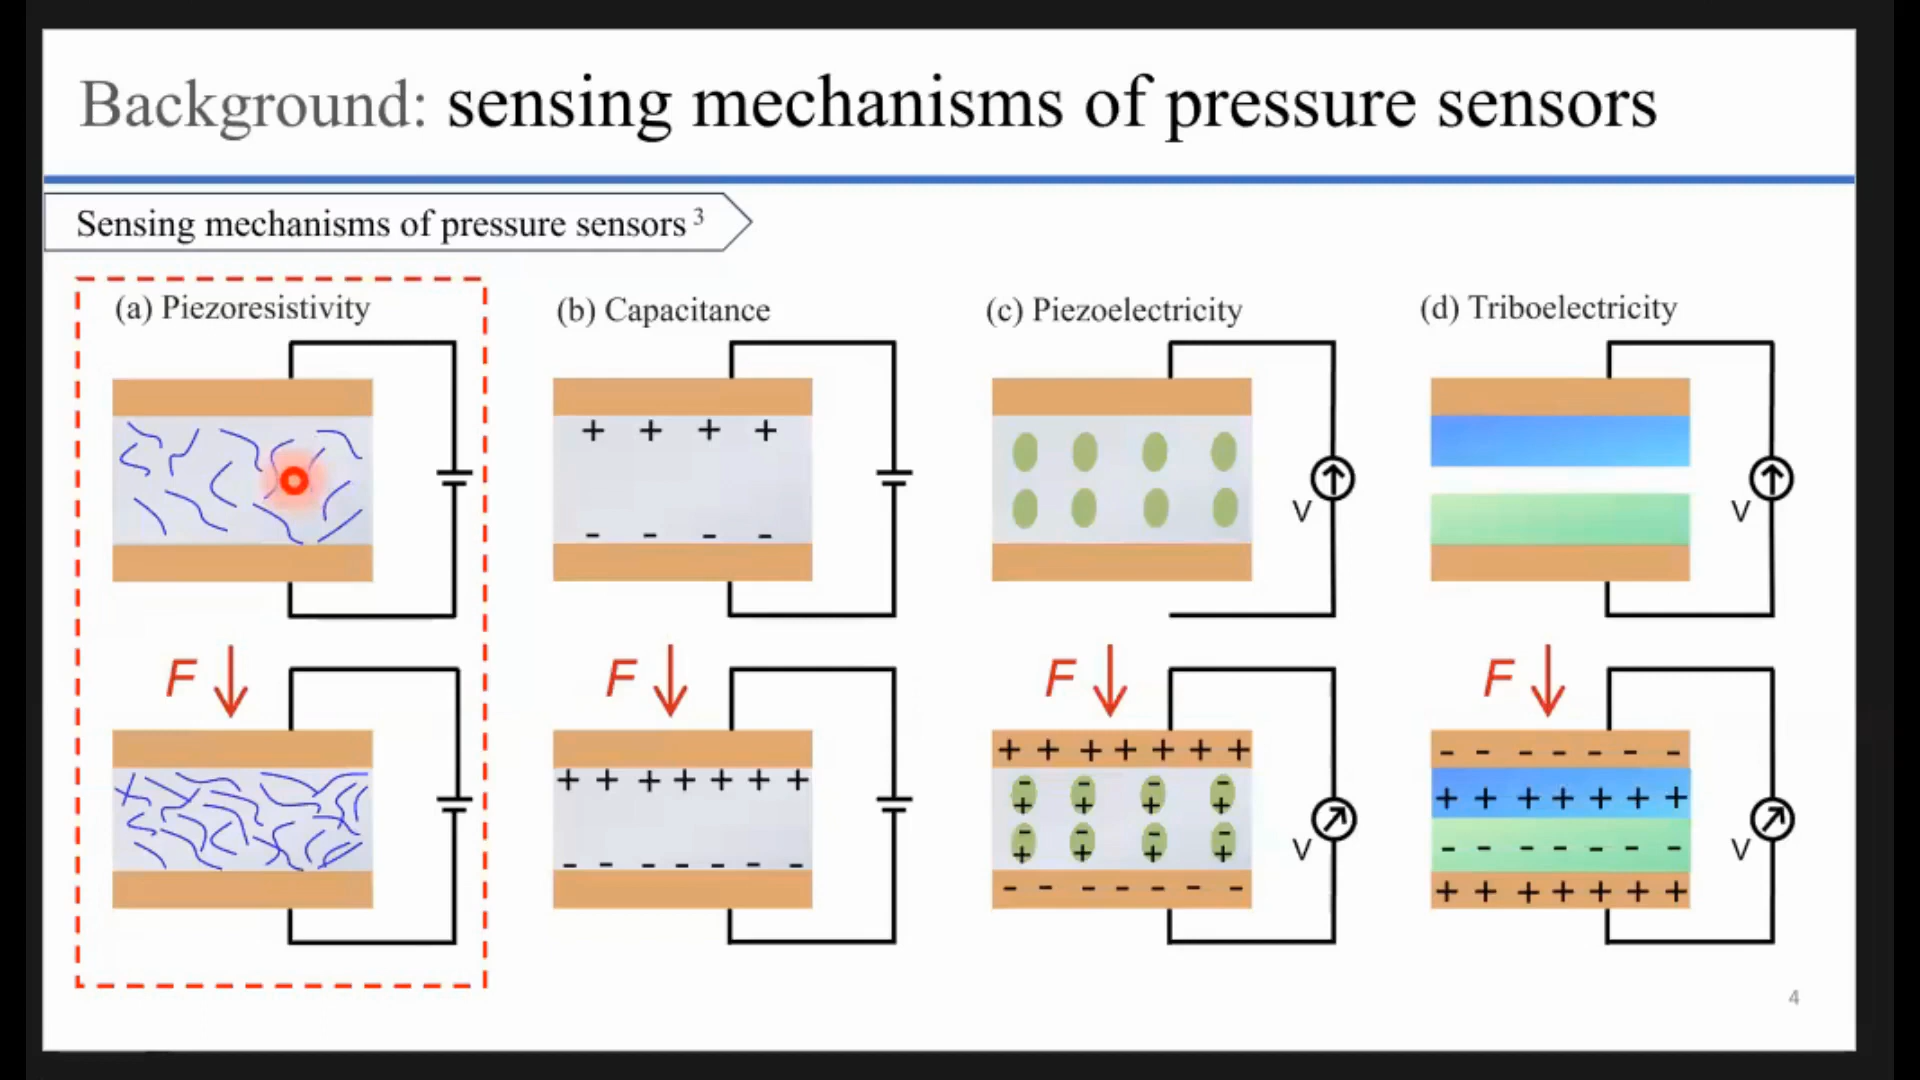 Background: sensing mechanisms of pressure sensors
Sensing mechanisms of pressure sensors 3
(a) Piezoresistivity
(b) Capacitance
(c) Piezoelectricity
(d) Triboelectricity
+ + + +
- - - -
V
V
F
F
F
F
+ + + + + + +
- - - - - - -
+ + + + + + +
- - - -
+ + + +
- - - -
+ + + +
- - - - - - -
V
- - - - - - -
+ + + + + + +
- - - - - - -
+ + + + + + +
V
4